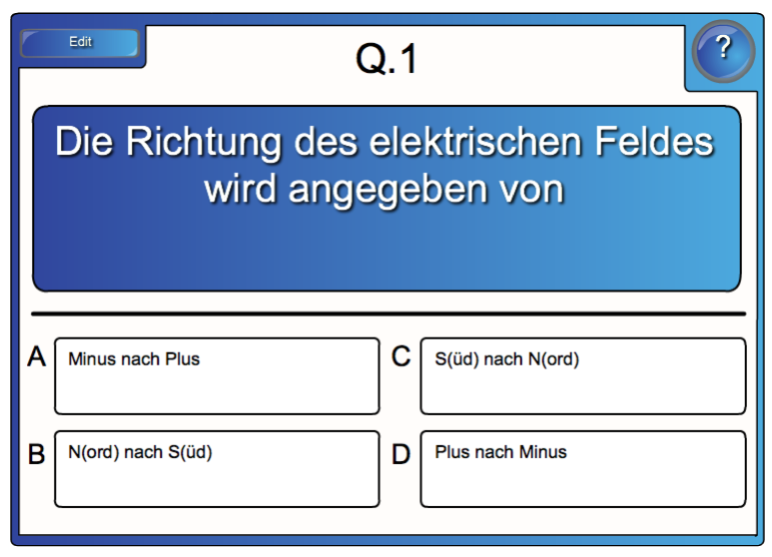 Edit
Q.1
?
Die Richtung des elektrischen Feldes
wird angegeben von
A
Minus nach Plus
B
N(ord) nach S(üd)
C
S(üd) nach N(ord)
D
Plus nach Minus